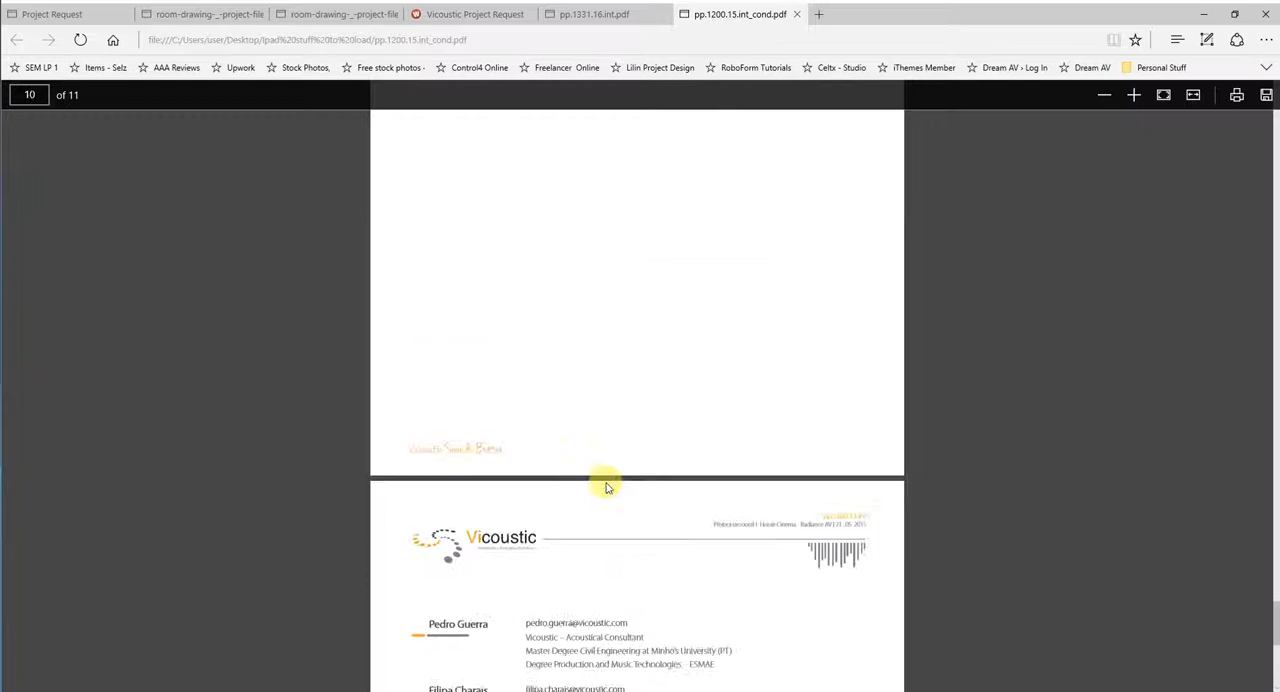 Project Request
room-drawing-_-project-file
room-drawing-_-project-file
Vicoustic Project Request
pp.1331.16.int.pdf
pp.1200.15.int_cond.pdf
file:///C:/Users/user/Desktop/Ipad%20stuff%20to%20load/pp.1200.15.int_cond.pdf
SEM LP 1
Items - Selz
AAA Reviews
Upwork
Stock Photos,
Free stock photos -
Control4 Online
Freelancer Online
Lilin Project Design
RoboForm Tutorials
Celtx - Studio
iThemes Member
Dream AV › Log In
Dream AV
Personal Stuff
10 of 11
Vicoustic
Pedro Guerra
pedro.guerra@vicoustic.com
Vicoustic – Acoustical Consultant
Master Degree Civil Engineering at Minho's University (PT)
Degree Production and Music Technologies - ESMAE
Filipa Charais
filipa.charais@vicoustic.com